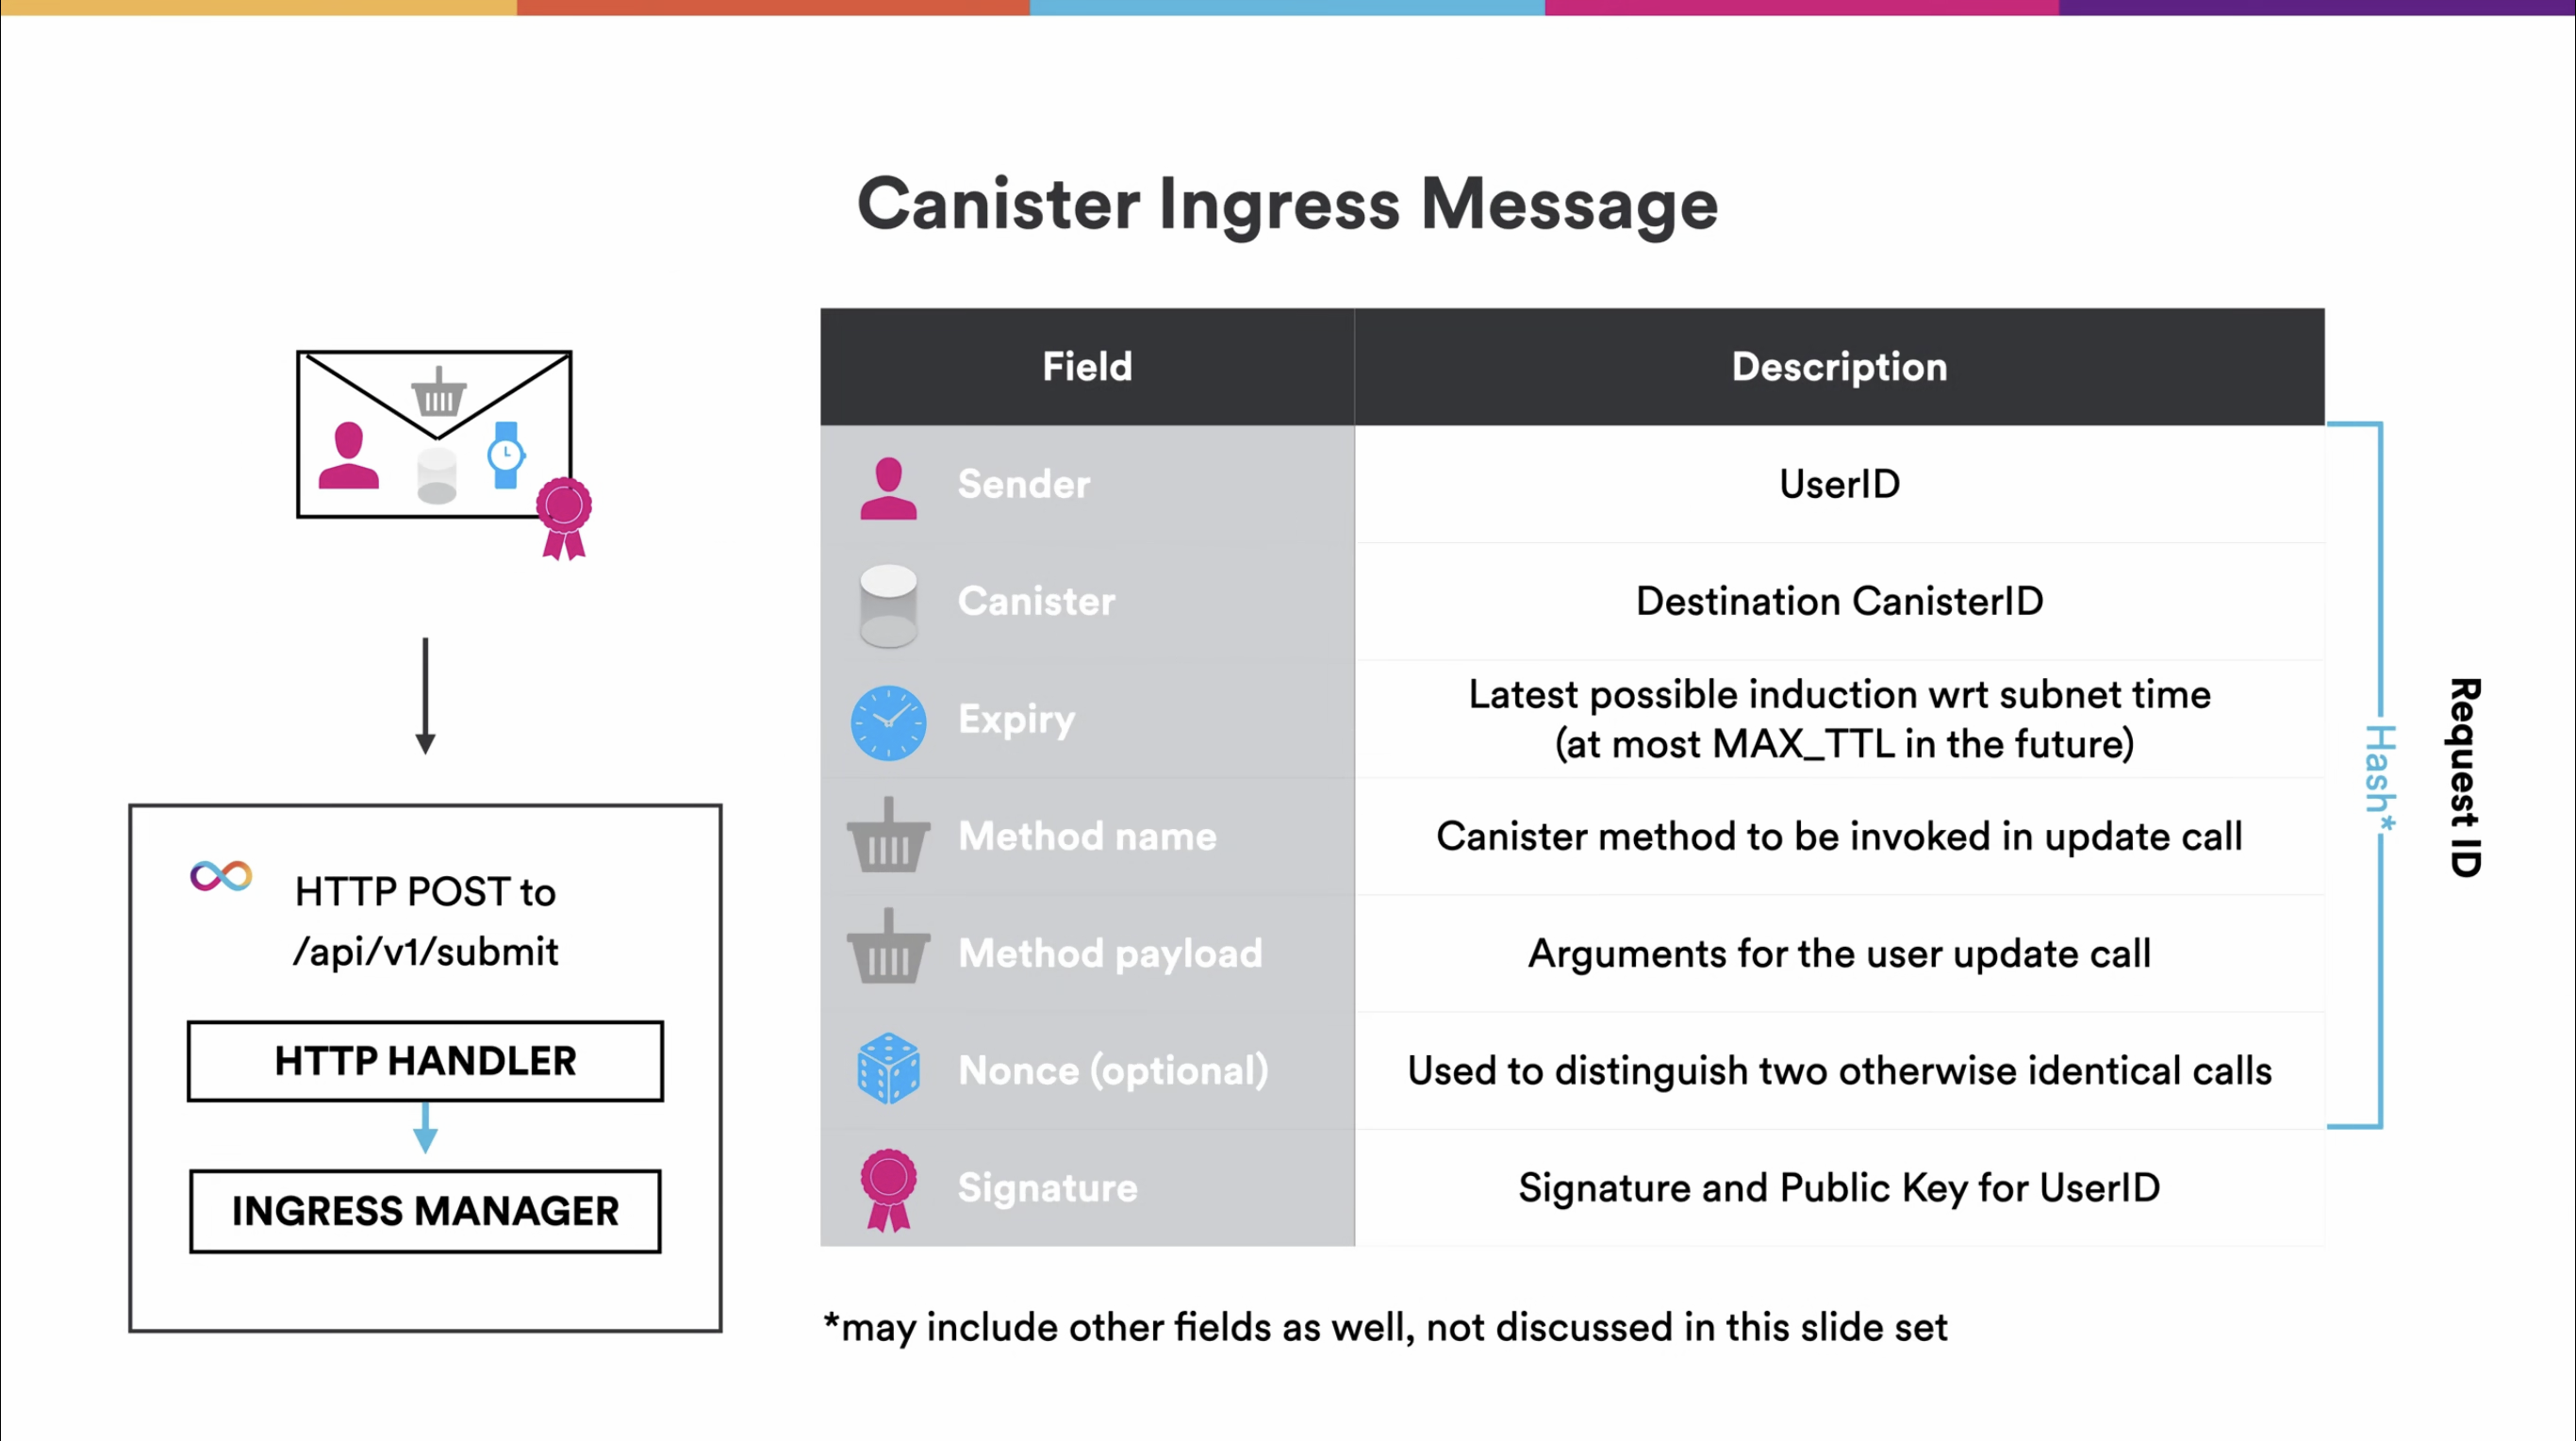 Canister Ingress Message
HTTP POST to
/api/v1/submit
HTTP HANDLER
INGRESS MANAGER
Field Description
Sender UserID
Canister Destination CanisterID
Expiry Latest possible induction wrt subnet time
(at most MAX_TTL in the future)
Method name Canister method to be invoked in update call
Method payload Arguments for the user update call
Nonce (optional) Used to distinguish two otherwise identical calls
Signature Signature and Public Key for UserID
Hash*
Request ID
*may include other fields as well, not discussed in this slide set